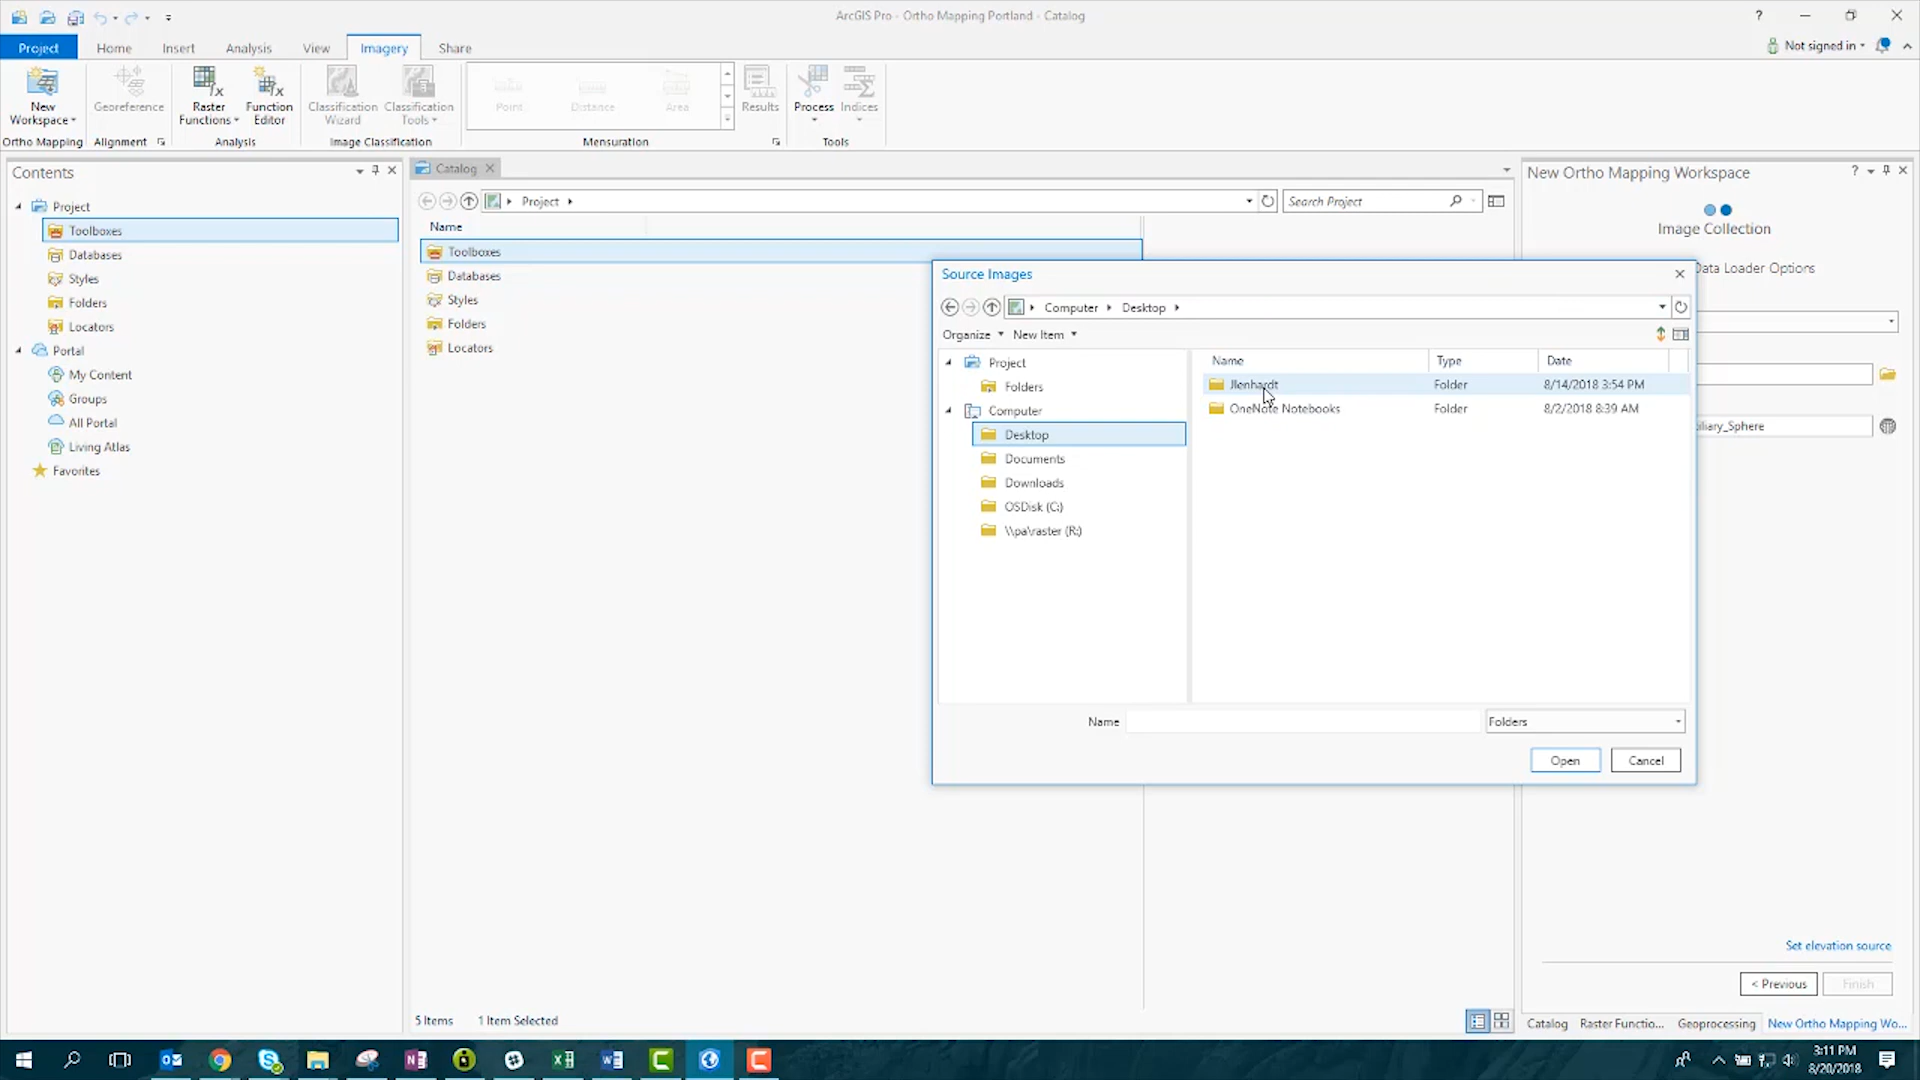 ArcGIS Pro - Ortho Mapping Portland - Catalog
?
Project
Home
Insert
Analysis
View
Imagery
Share
Not signed in
New
Workspace
Georeference
Raster
Functions
Function
Editor
Classification
Wizard
Classification
Tools
Point
Distance
Area
Results
Process
Indices
Ortho Mapping
Alignment
Analysis
Image Classification
Mensuration
Tools
Contents
Project
Toolboxes
Databases
Styles
Folders
Locators
Portal
My Content
Groups
All Portal
Living Atlas
Favorites
Catalog
Project
Search Project
Name
Toolboxes
Databases
Styles
Folders
Locators
5 Items
1 Item Selected
Source Images
Computer
Desktop
Organize
New Item
Project
Folders
Computer
Desktop
Documents
Downloads
OSDisk (C:)
\\pa\raster (R:)
Name
Type
Date
Jlenhardt
Folder
8/14/2018 3:54 PM
OneNote Notebooks
Folder
8/2/2018 8:39 AM
Name
Folders
Open
Cancel
New Ortho Mapping Workspace
?
Image Collection
Data Loader Options
iliary_Sphere
Set elevation source
< Previous
Finish
Catalog
Raster Functio...
Geoprocessing
New Ortho Mapping Wo...
3:11 PM
8/20/2018